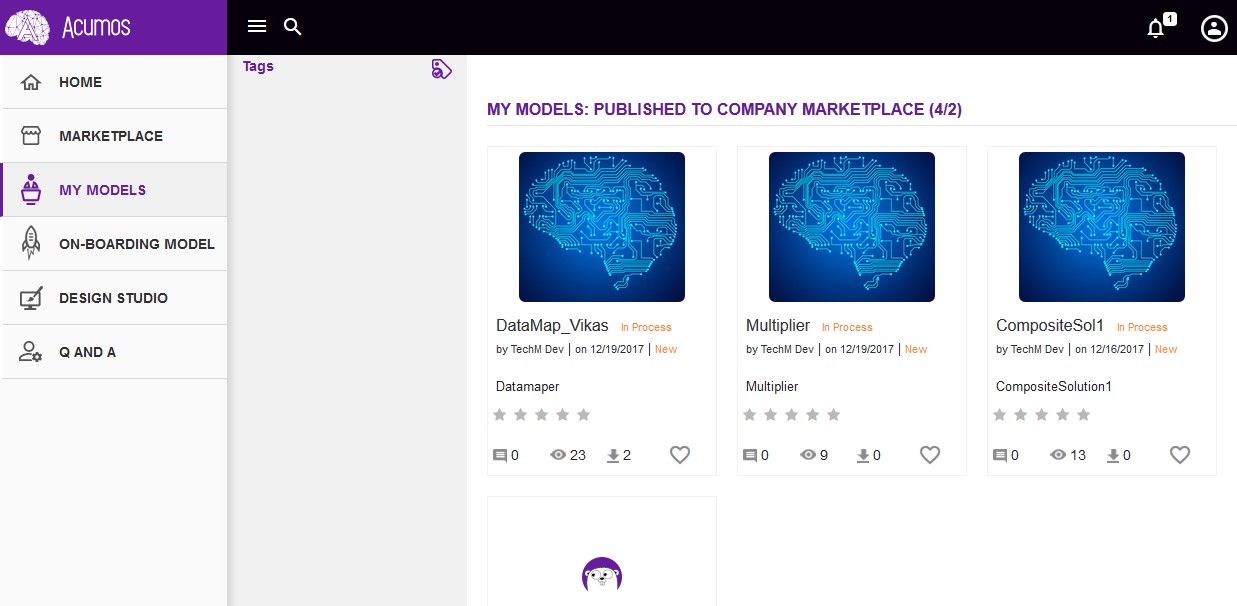 Acumos
1
HOME
MARKETPLACE
MY MODELS
ON-BOARDING MODEL
DESIGN STUDIO
Q AND A
Tags
MY MODELS: PUBLISHED TO COMPANY MARKETPLACE (4/2)
DataMap_Vikas In Process
by TechM Dev | on 12/19/2017 | New
Datamaper
0 23 2
Multiplier In Process
by TechM Dev | on 12/19/2017 | New
Multiplier
0 9 0
CompositeSol1 In Process
by TechM Dev | on 12/16/2017 | New
CompositeSolution1
0 13 0